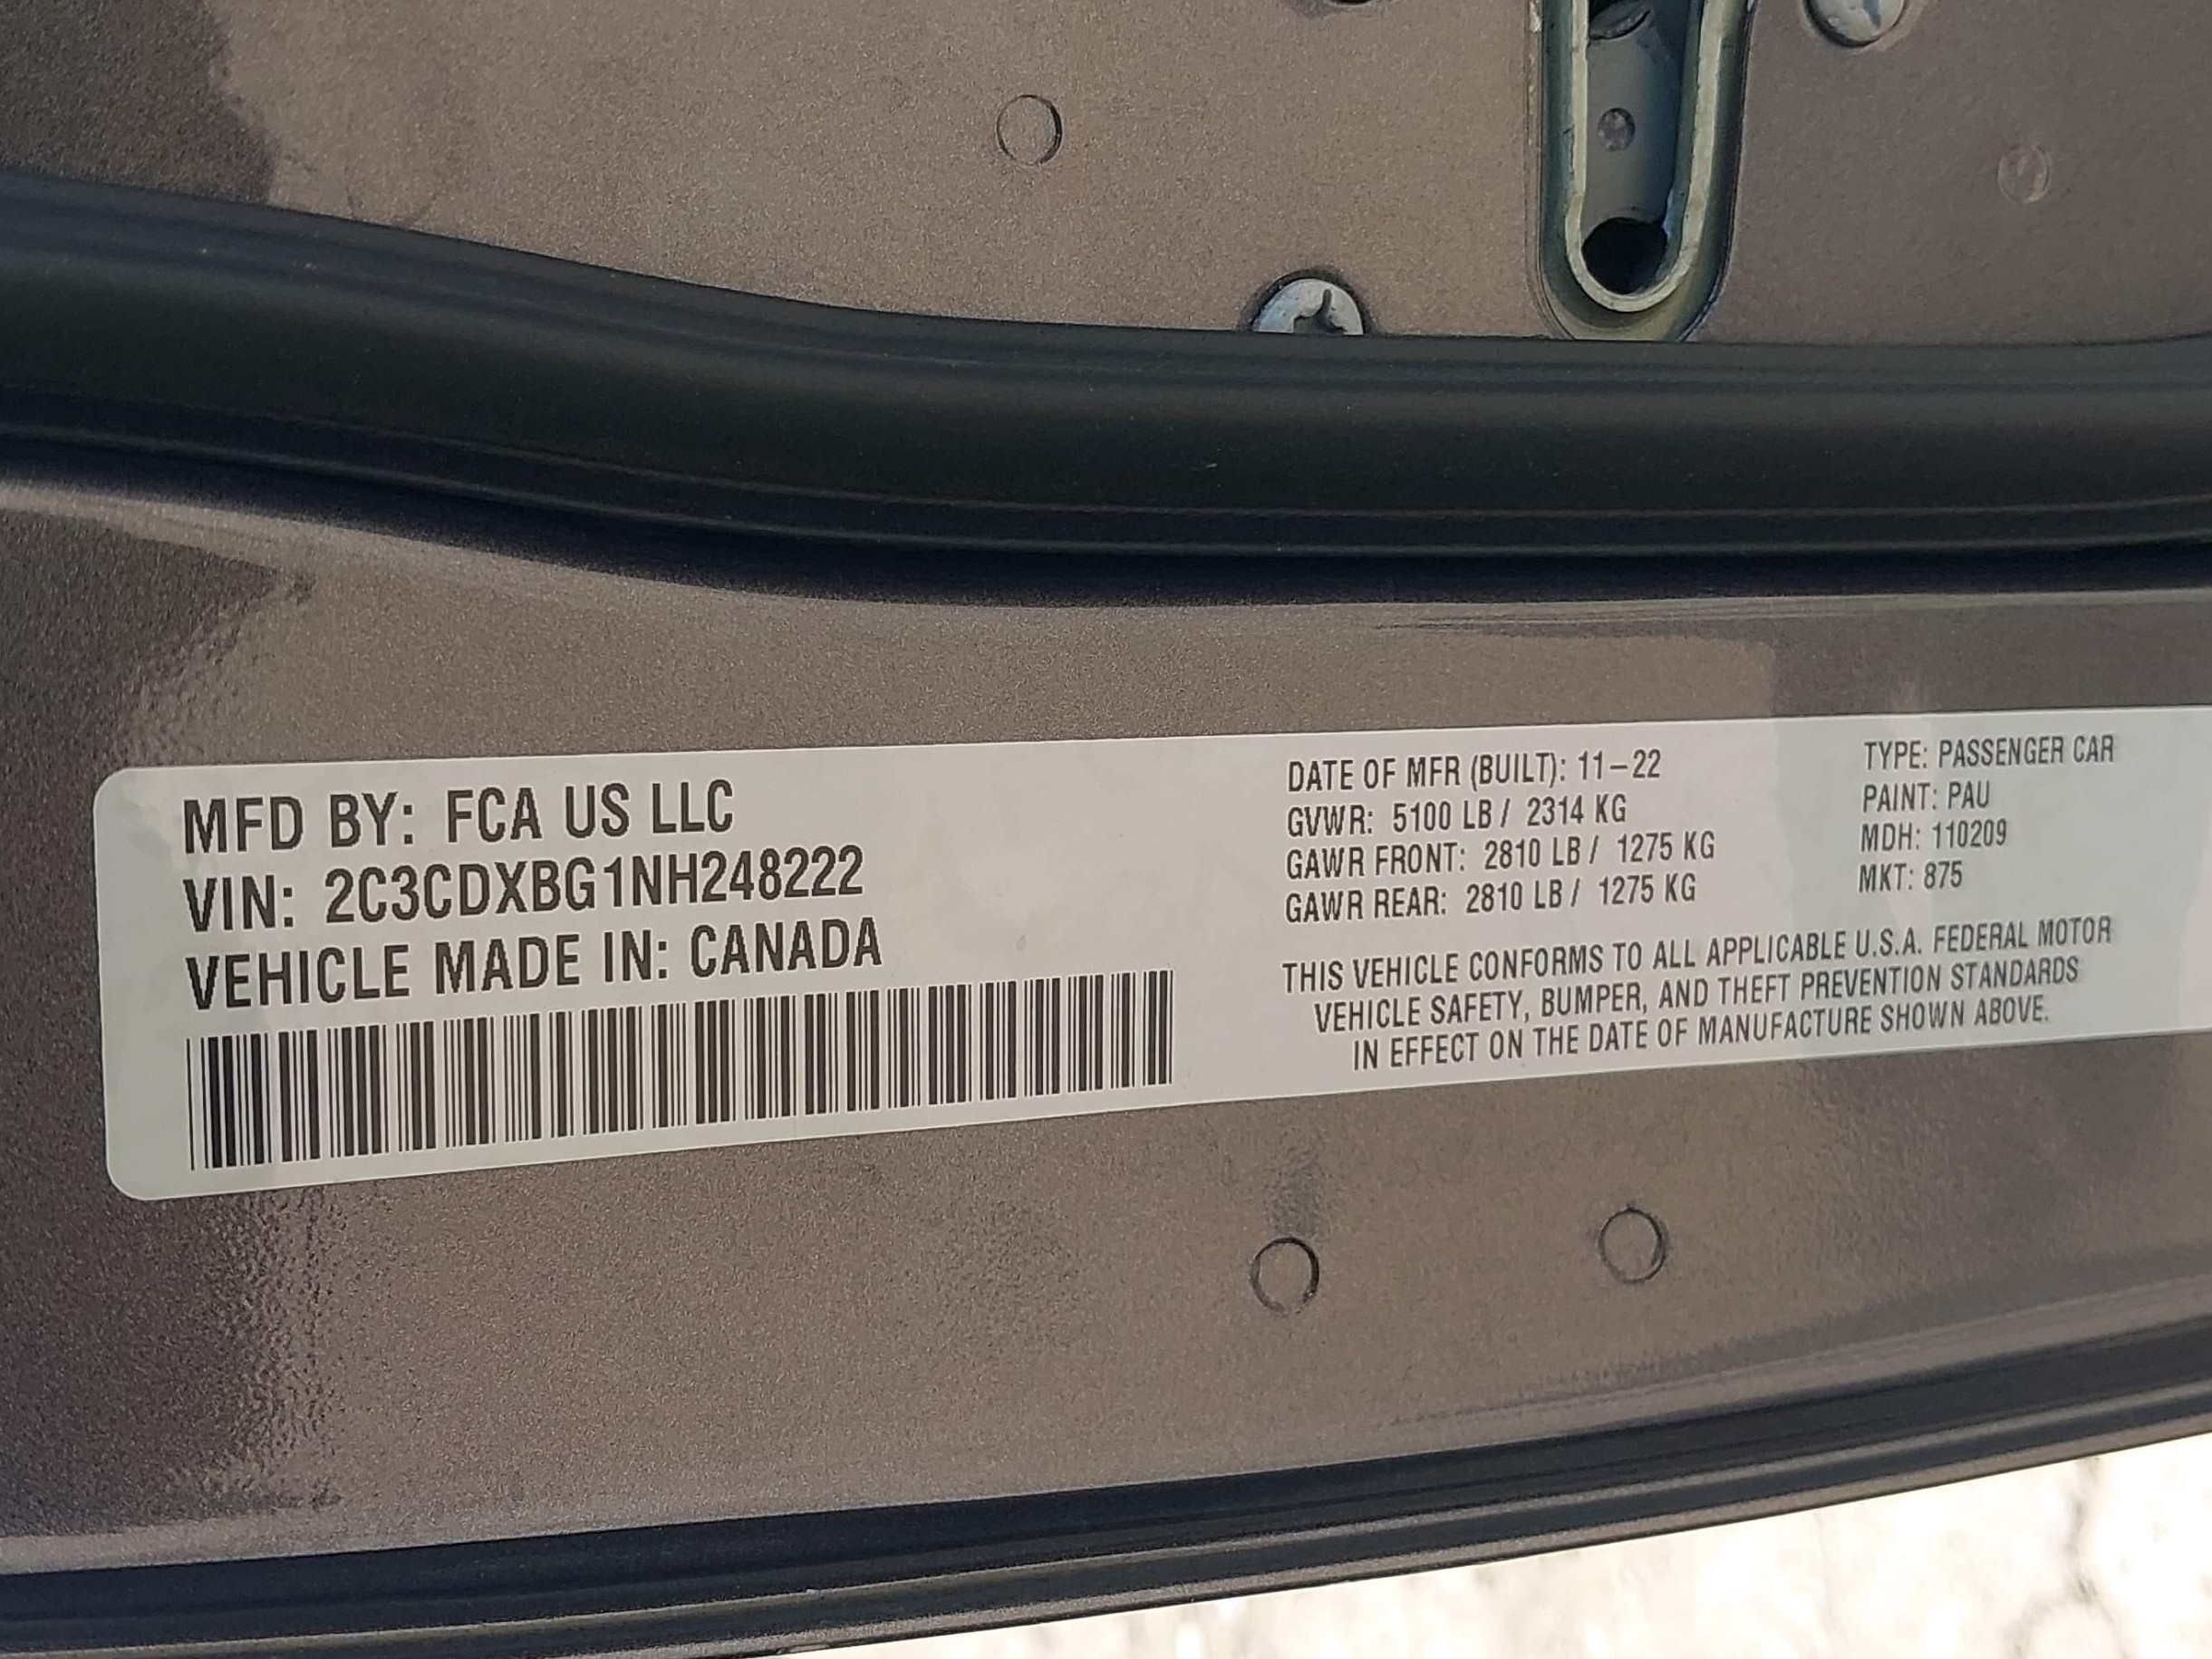 MFD BY: FCA US LLC
VIN: 2C3CDXBG1NH248222
VEHICLE MADE IN: CANADA
DATE OF MFR (BUILT): 11-22
GVWR: 5100 LB / 2314 KG
GAWR FRONT: 2810 LB / 1275 KG
GAWR REAR: 2810 LB / 1275 KG
TYPE: PASSENGER CAR
PAINT: PAU
MDH: 110209
MKT: 875
THIS VEHICLE CONFORMS TO ALL APPLICABLE U.S.A. FEDERAL MOTOR
VEHICLE SAFETY, BUMPER, AND THEFT PREVENTION STANDARDS
IN EFFECT ON THE DATE OF MANUFACTURE SHOWN ABOVE.